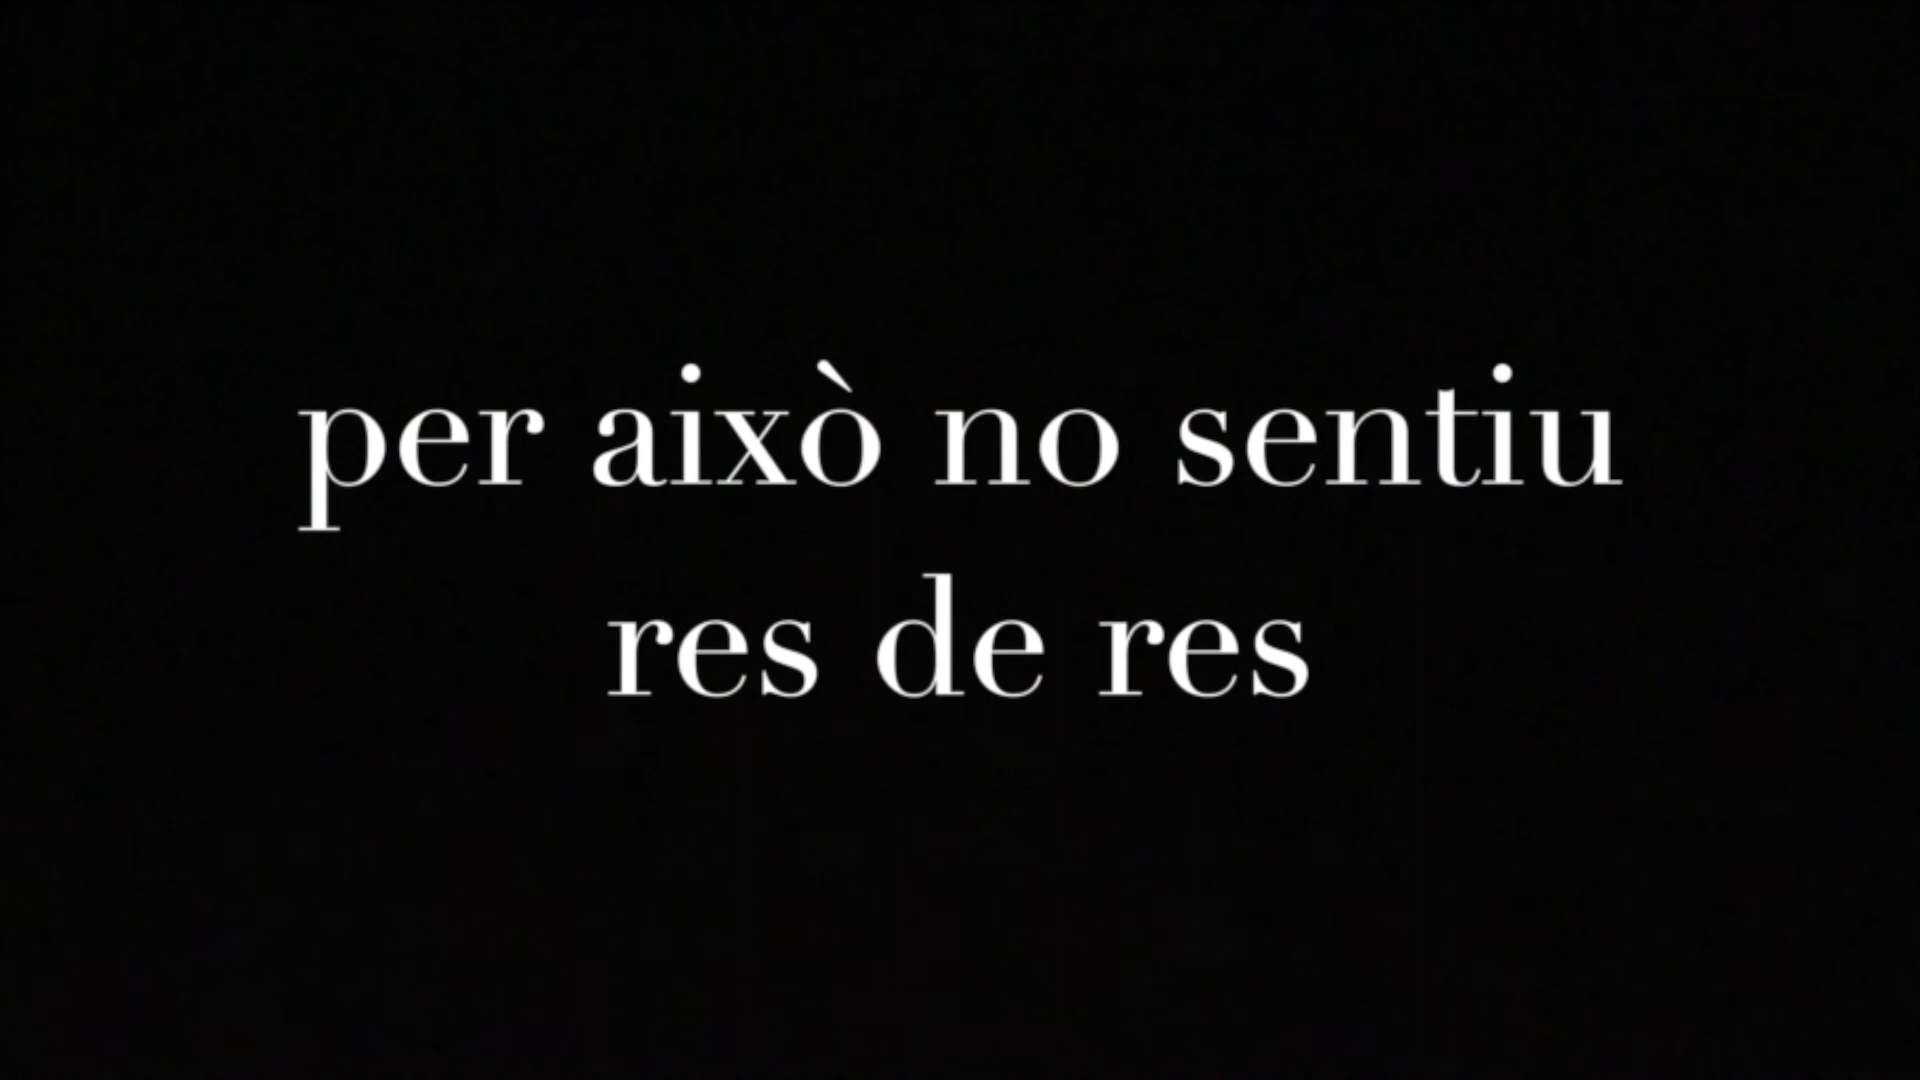 per això no sentiu
res de res